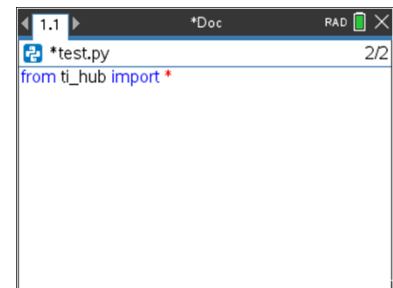 1.1 *Doc RAD
*test.py 2/2
from ti_hub import *